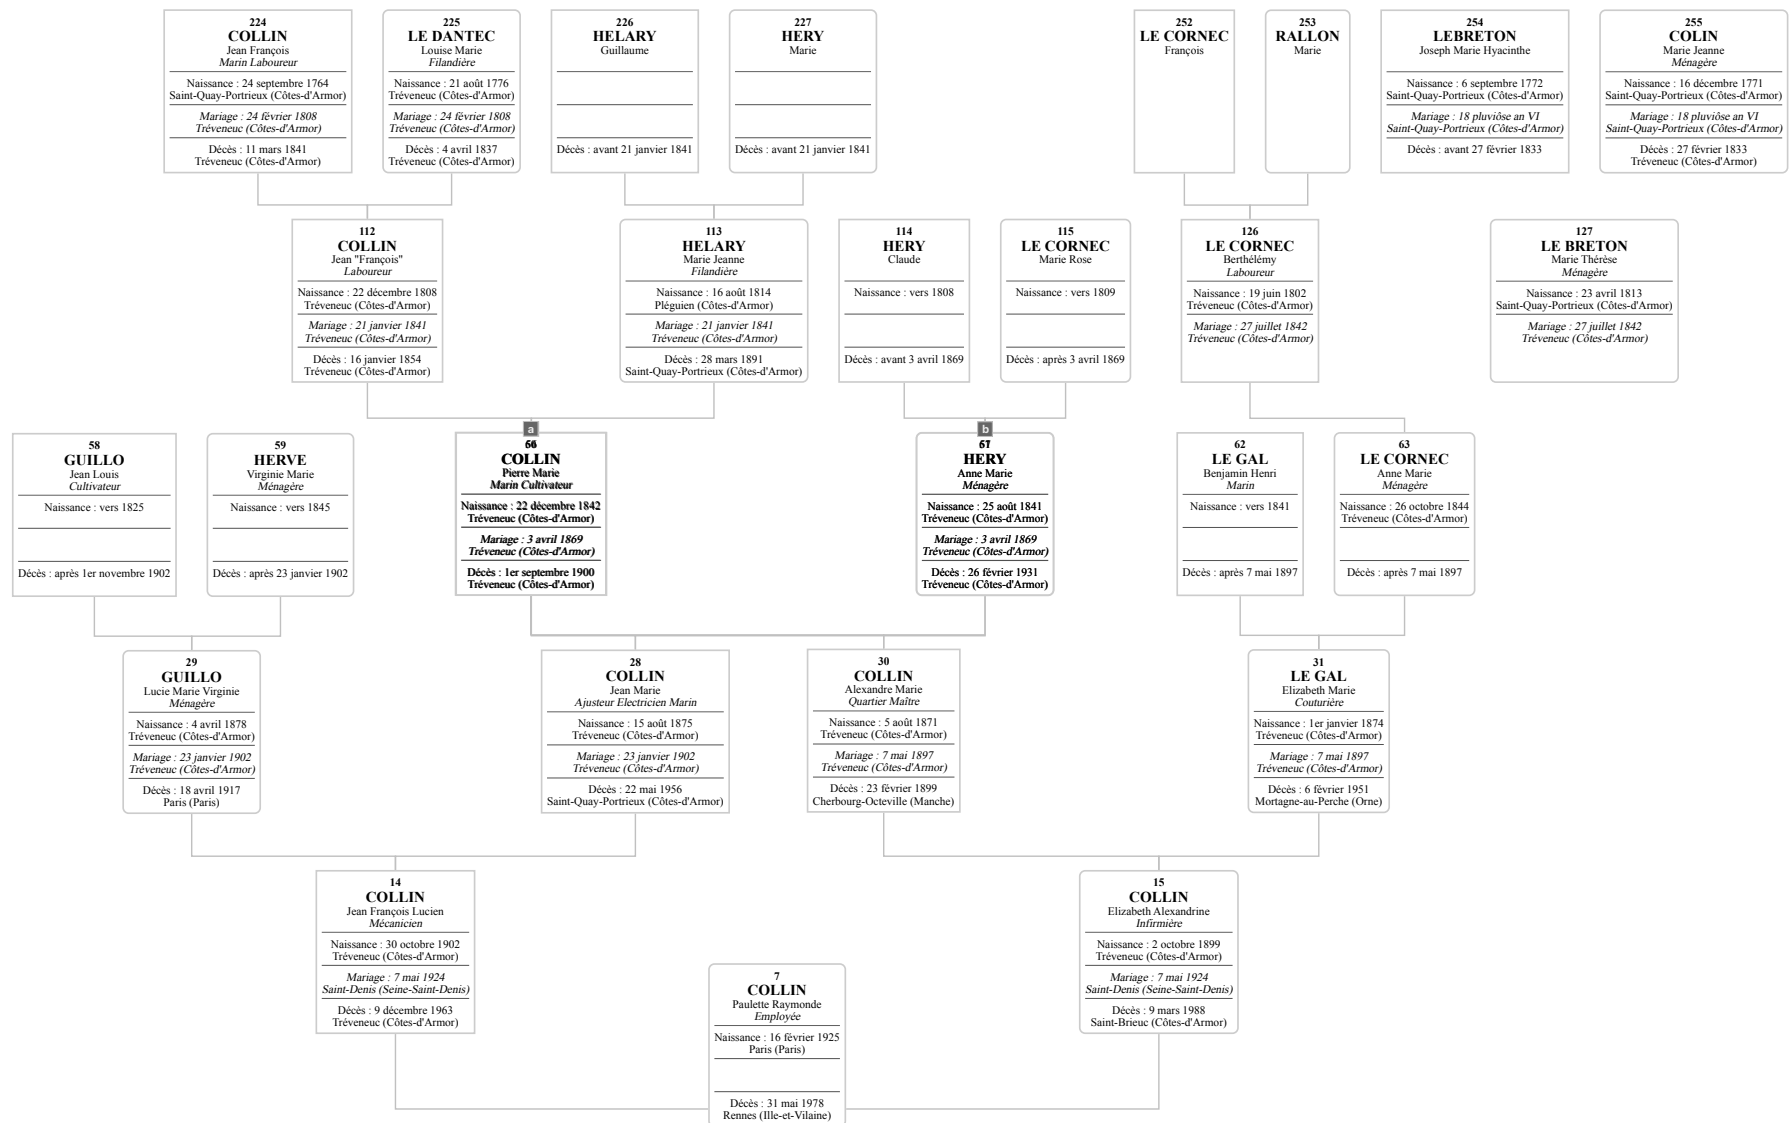 224
COLLIN
Jean François
Marin Laboureur
Naissance : 24 septembre 1764
Saint-Quay-Portrieux (Côtes-d'Armor)
Mariage : 24 février 1808
Tréveneuc (Côtes-d'Armor)
Décès : 11 mars 1841
Tréveneuc (Côtes-d'Armor)
225
LE DANTEC
Louise Marie
Filandière
Naissance : 21 août 1776
Tréveneuc (Côtes-d'Armor)
Mariage : 24 février 1808
Tréveneuc (Côtes-d'Armor)
Décès : 4 avril 1837
Tréveneuc (Côtes-d'Armor)
226
HELARY
Guillaume
Décès : avant 21 janvier 1841
227
HERY
Marie
Décès : avant 21 janvier 1841
252
LE CORNEC
François
253
RALLON
Marie
254
LEBRETON
Joseph Marie Hyacinthe
Naissance : 6 septembre 1772
Saint-Quay-Portrieux (Côtes-d'Armor)
Mariage : 18 pluviôse an VI
Saint-Quay-Portrieux (Côtes-d'Armor)
Décès : avant 27 février 1833
255
COLIN
Marie Jeanne
Ménagère
Naissance : 16 décembre 1771
Saint-Quay-Portrieux (Côtes-d'Armor)
Mariage : 18 pluviôse an VI
Saint-Quay-Portrieux (Côtes-d'Armor)
Décès : 27 février 1833
Tréveneuc (Côtes-d'Armor)
112
COLLIN
Jean "François"
Laboureur
Naissance : 22 décembre 1808
Tréveneuc (Côtes-d'Armor)
Mariage : 21 janvier 1841
Tréveneuc (Côtes-d'Armor)
Décès : 16 janvier 1854
Tréveneuc (Côtes-d'Armor)
113
HELARY
Marie Jeanne
Filandière
Naissance : 16 août 1814
Pléguien (Côtes-d'Armor)
Mariage : 21 janvier 1841
Tréveneuc (Côtes-d'Armor)
Décès : 28 mars 1891
Saint-Quay-Portrieux (Côtes-d'Armor)
114
HERY
Claude
Naissance : vers 1808
Décès : avant 3 avril 1869
115
LE CORNEC
Marie Rose
Naissance : vers 1809
Décès : après 3 avril 1869
126
LE CORNEC
Berthélémy
Laboureur
Naissance : 19 juin 1802
Tréveneuc (Côtes-d'Armor)
Mariage : 27 juillet 1842
Tréveneuc (Côtes-d'Armor)
127
LE BRETON
Marie Thérèse
Ménagère
Naissance : 23 avril 1813
Saint-Quay-Portrieux (Côtes-d'Armor)
Mariage : 27 juillet 1842
Tréveneuc (Côtes-d'Armor)
58
GUILLO
Jean Louis
Cultivateur
Naissance : vers 1825
Décès : après 1er novembre 1902
59
HERVE
Virginie Marie
Ménagère
Naissance : vers 1845
Décès : après 23 janvier 1902
a
COLLIN
Pierre Marie
Marin Cultivateur
Naissance : 22 décembre 1842
Tréveneuc (Côtes-d'Armor)
Mariage : 3 avril 1869
Tréveneuc (Côtes-d'Armor)
Décès : 1er septembre 1900
Tréveneuc (Côtes-d'Armor)
b
HERY
Anne Marie
Ménagère
Naissance : 25 août 1841
Tréveneuc (Côtes-d'Armor)
Mariage : 3 avril 1869
Tréveneuc (Côtes-d'Armor)
Décès : 26 février 1931
Tréveneuc (Côtes-d'Armor)
62
LE GAL
Benjamin Henri
Marin
Naissance : vers 1841
Décès : après 7 mai 1897
63
LE CORNEC
Anne Marie
Ménagère
Naissance : 26 octobre 1844
Tréveneuc (Côtes-d'Armor)
Décès : après 7 mai 1897
29
GUILLO
Lucie Marie Virginie
Ménagère
Naissance : 4 avril 1878
Tréveneuc (Côtes-d'Armor)
Mariage : 23 janvier 1902
Tréveneuc (Côtes-d'Armor)
Décès : 18 avril 1917
Paris (Paris)
28
COLLIN
Jean Marie
Ajusteur Electricien Marin
Naissance : 15 août 1875
Tréveneuc (Côtes-d'Armor)
Mariage : 23 janvier 1902
Tréveneuc (Côtes-d'Armor)
Décès : 22 mai 1956
Saint-Quay-Portrieux (Côtes-d'Armor)
30
COLLIN
Alexandre Marie
Quartier Maître
Naissance : 5 août 1871
Tréveneuc (Côtes-d'Armor)
Mariage : 7 mai 1897
Tréveneuc (Côtes-d'Armor)
Décès : 23 février 1899
Cherbourg-Octeville (Manche)
31
LE GAL
Elizabeth Marie
Couturière
Naissance : 1er janvier 1874
Tréveneuc (Côtes-d'Armor)
Mariage : 7 mai 1897
Tréveneuc (Côtes-d'Armor)
Décès : 6 février 1951
Mortagne-au-Perche (Orne)
14
COLLIN
Jean François Lucien
Mécanicien
Naissance : 30 octobre 1902
Tréveneuc (Côtes-d'Armor)
Mariage : 7 mai 1924
Saint-Denis (Seine-Saint-Denis)
Décès : 9 décembre 1963
Tréveneuc (Côtes-d'Armor)
15
COLLIN
Elizabeth Alexandrine
Infirmière
Naissance : 2 octobre 1899
Tréveneuc (Côtes-d'Armor)
Mariage : 7 mai 1924
Saint-Denis (Seine-Saint-Denis)
Décès : 9 mars 1988
Saint-Brieuc (Côtes-d'Armor)
7
COLLIN
Paulette Raymonde
Employée
Naissance : 16 février 1925
Paris (Paris)
Décès : 31 mai 1978
Rennes (Ille-et-Vilaine)